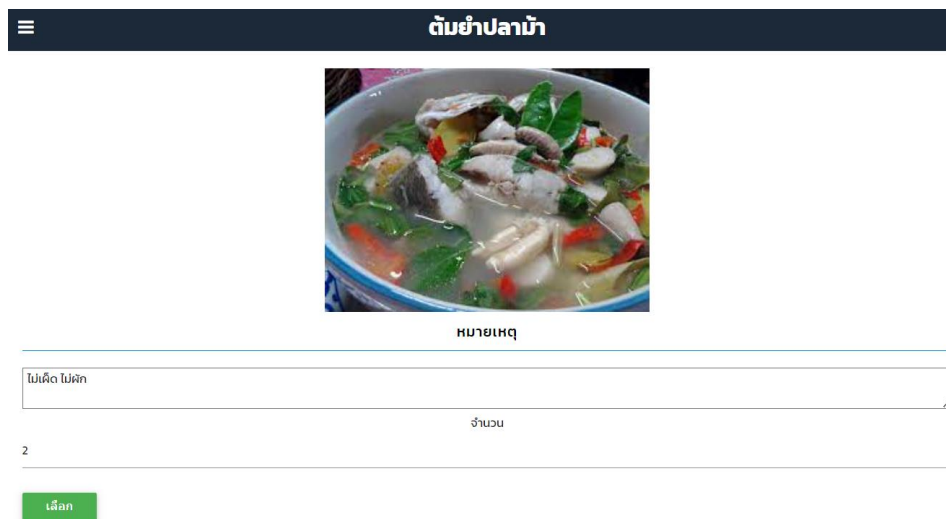 ต้มยำปลาม้า
หมายเหตุ
ไม่เผ็ด ไม่ผัก
จำนวน
2
เลือก